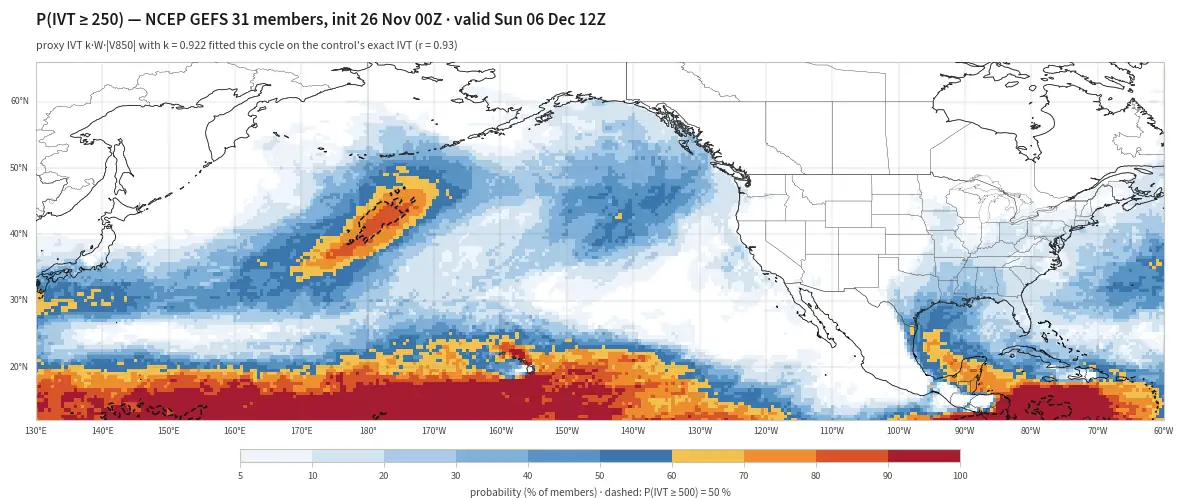 P(IVT ≥ 250) — NCEP GEFS 31 members, init 26 Nov 00Z · valid Sun 06 Dec 12Z
proxy IVT k·W·|V850| with k = 0.922 fitted this cycle on the control's exact IVT (r = 0.93)
60°N
50°N
40°N
30°N
20°N
130°E 140°E 150°E 160°E 170°E 180° 170°W 160°W 150°W 140°W 130°W 120°W 110°W 100°W 90°W 80°W 70°W 60°W
5 10 20 30 40 50 60 70 80 90 100
probability (% of members) · dashed: P(IVT ≥ 500) = 50 %